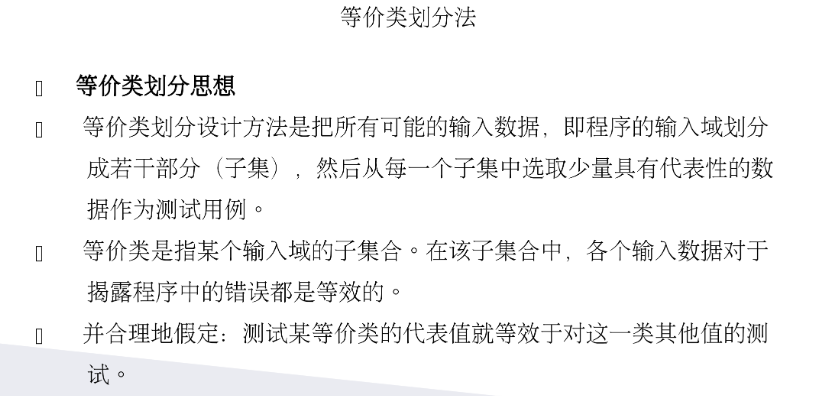 等价类划分法
等价类划分思想
等价类划分设计方法是把所有可能的输入数据，即程序的输入域划分
成若干部分（子集），然后从每一个子集中选取少量具有代表性的数
据作为测试用例。
等价类是指某个输入域的子集合。在该子集合中，各个输入数据对于
揭露程序中的错误都是等效的。
并合理地假定：测试某等价类的代表值就等效于对这一类其他值的测
试。